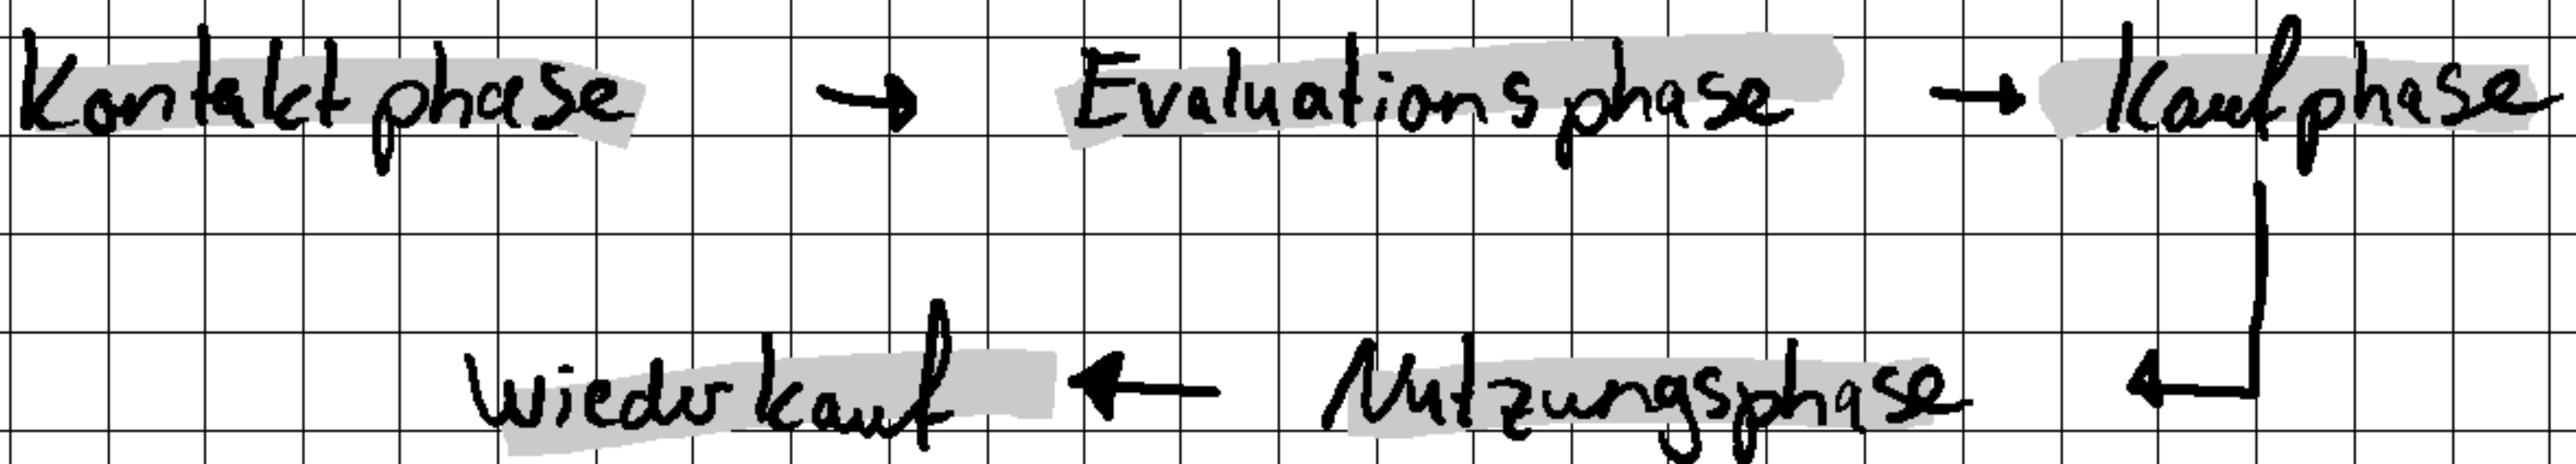 Kontaktphase → Evaluationsphase → Kaufphase
Wiederkauf ← Nutzungsphase